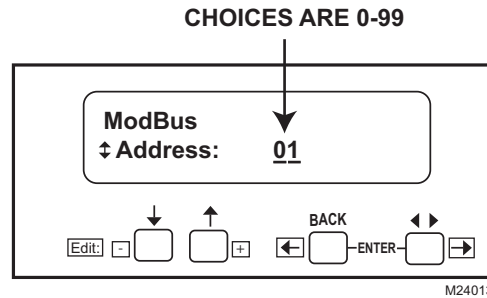 CHOICES ARE 0-99
ModBus
Address: 01
BACK
Edit: - + ENTER
M24013